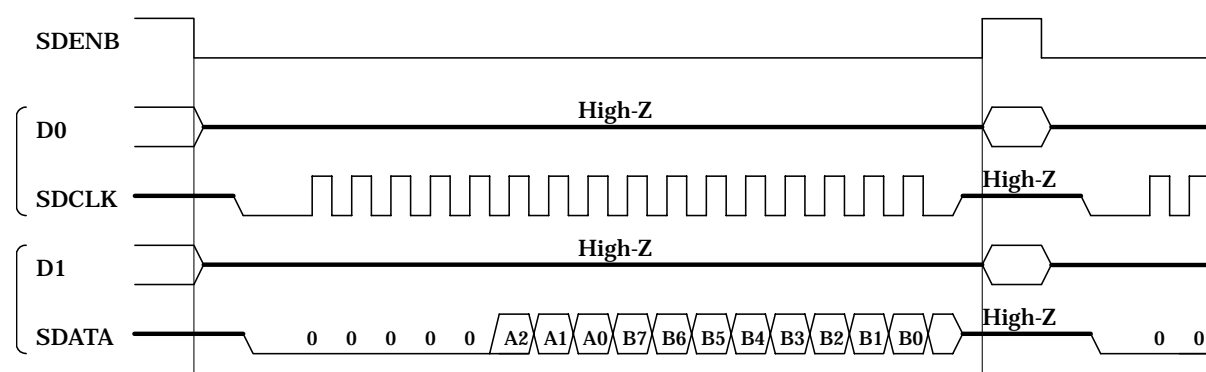 SDENB
High-Z
D0
SDCLK High-Z
High-Z
D1
SDATA 0 0 0 0 0 A2 A1 A0 B7 B6 B5 B4 B3 B2 B1 B0 High-Z 0 0